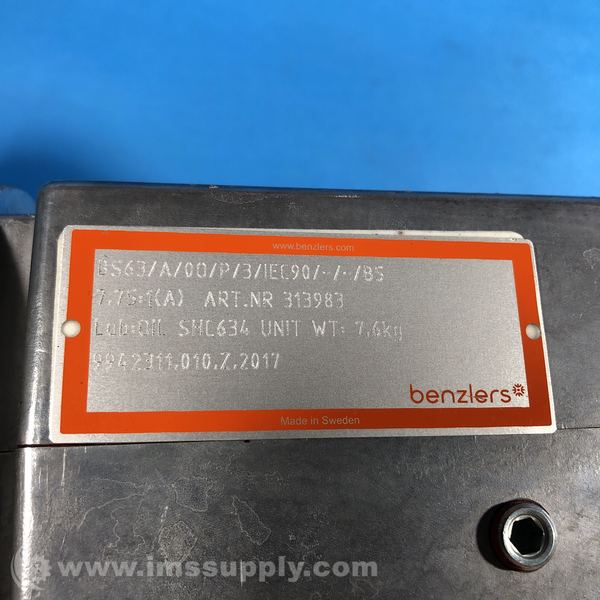 www.benzlers.com
BS63/A/00/P/3/IEC90/-/-/B5
7,75:1(A) ART.NR 313983
Lub:OIL SHC634 UNIT WT: 7,6kg
9942311.010.Z.2017
benzlers
Made in Sweden
www.imssupply.com